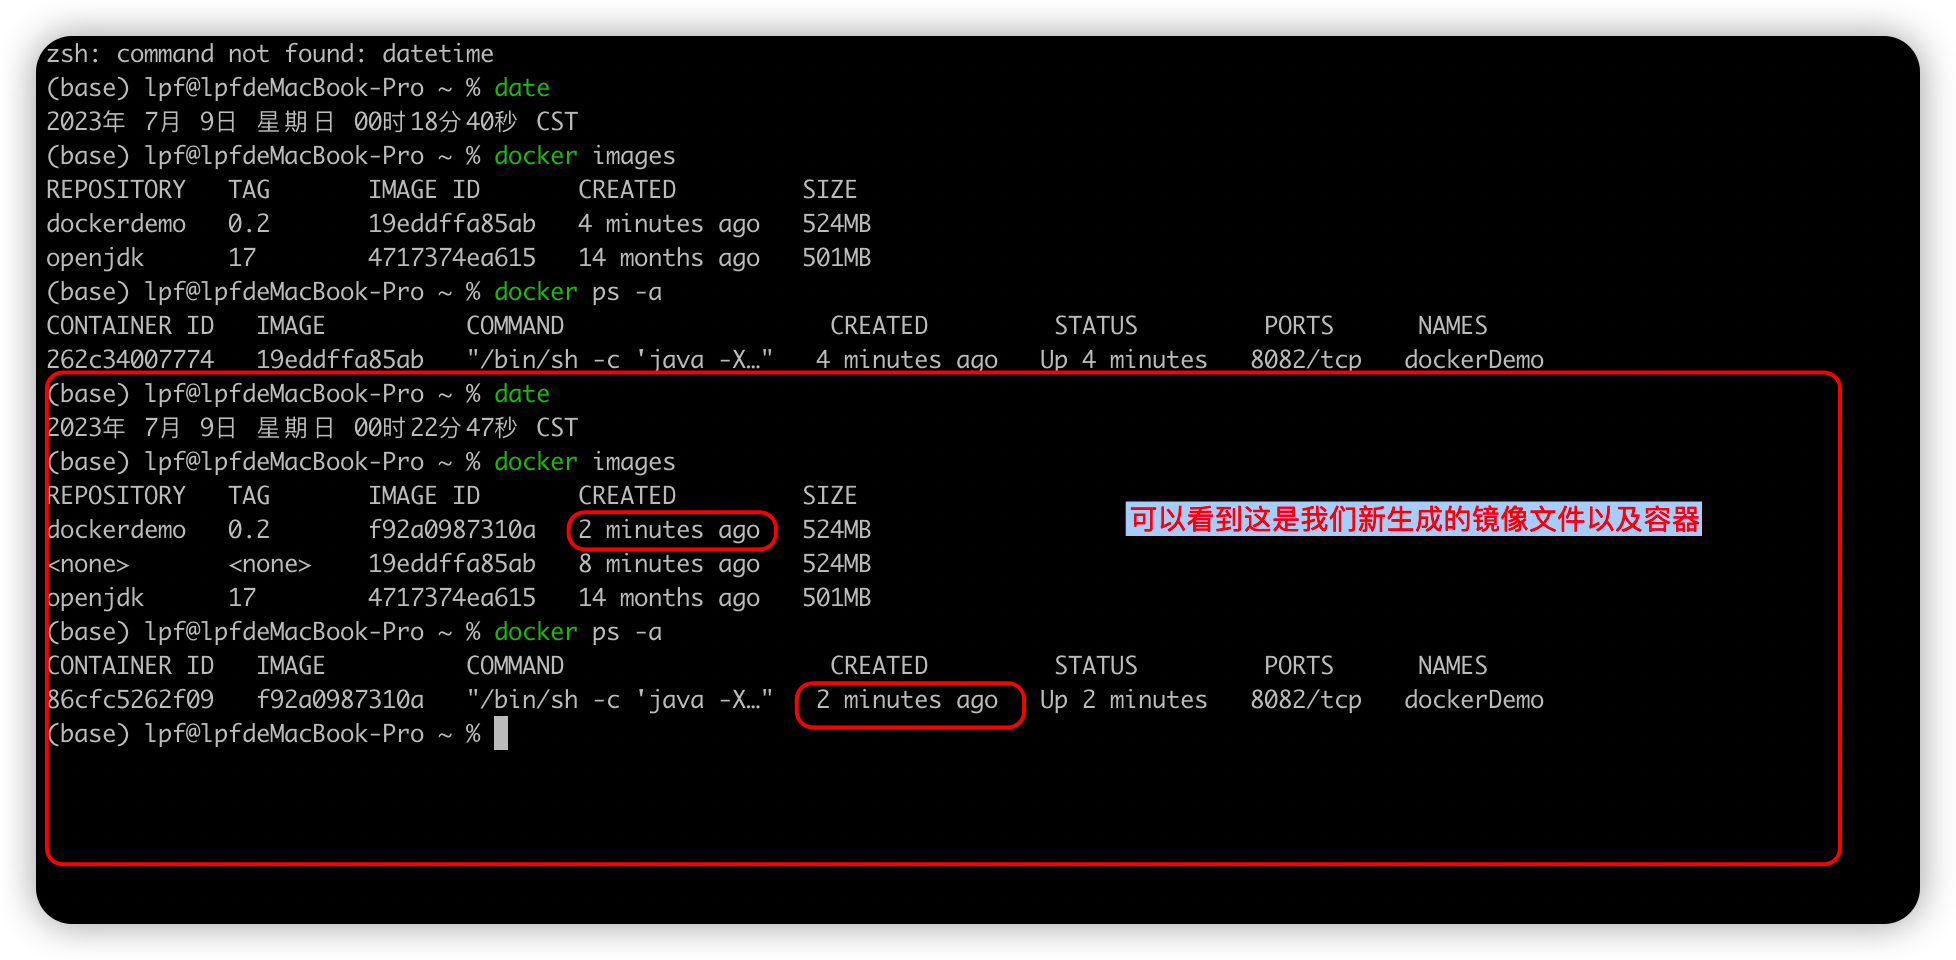 zsh: command not found: datetime
(base) lpf@lpfdeMacBook-Pro ~ % date
2023年 7月 9日 星期日 00时18分40秒 CST
(base) lpf@lpfdeMacBook-Pro ~ % docker images
REPOSITORY   TAG       IMAGE ID       CREATED         SIZE
dockerdemo   0.2       19eddffa85ab   4 minutes ago   524MB
openjdk      17        4717374ea615   14 months ago   501MB
(base) lpf@lpfdeMacBook-Pro ~ % docker ps -a
CONTAINER ID   IMAGE          COMMAND                   CREATED         STATUS         PORTS      NAMES
262c34007774   19eddffa85ab   "/bin/sh -c 'java -X…"   4 minutes ago   Up 4 minutes   8082/tcp   dockerDemo
(base) lpf@lpfdeMacBook-Pro ~ % date
2023年 7月 9日 星期日 00时22分47秒 CST
(base) lpf@lpfdeMacBook-Pro ~ % docker images
REPOSITORY   TAG       IMAGE ID       CREATED         SIZE
可以看到这是我们新生成的镜像文件以及容器
dockerdemo   0.2       f92a0987310a   2 minutes ago   524MB
<none>       <none>    19eddffa85ab   8 minutes ago   524MB
openjdk      17        4717374ea615   14 months ago   501MB
(base) lpf@lpfdeMacBook-Pro ~ % docker ps -a
CONTAINER ID   IMAGE          COMMAND                   CREATED         STATUS         PORTS      NAMES
86cfc5262f09   f92a0987310a   "/bin/sh -c 'java -X…"   2 minutes ago   Up 2 minutes   8082/tcp   dockerDemo
(base) lpf@lpfdeMacBook-Pro ~ %